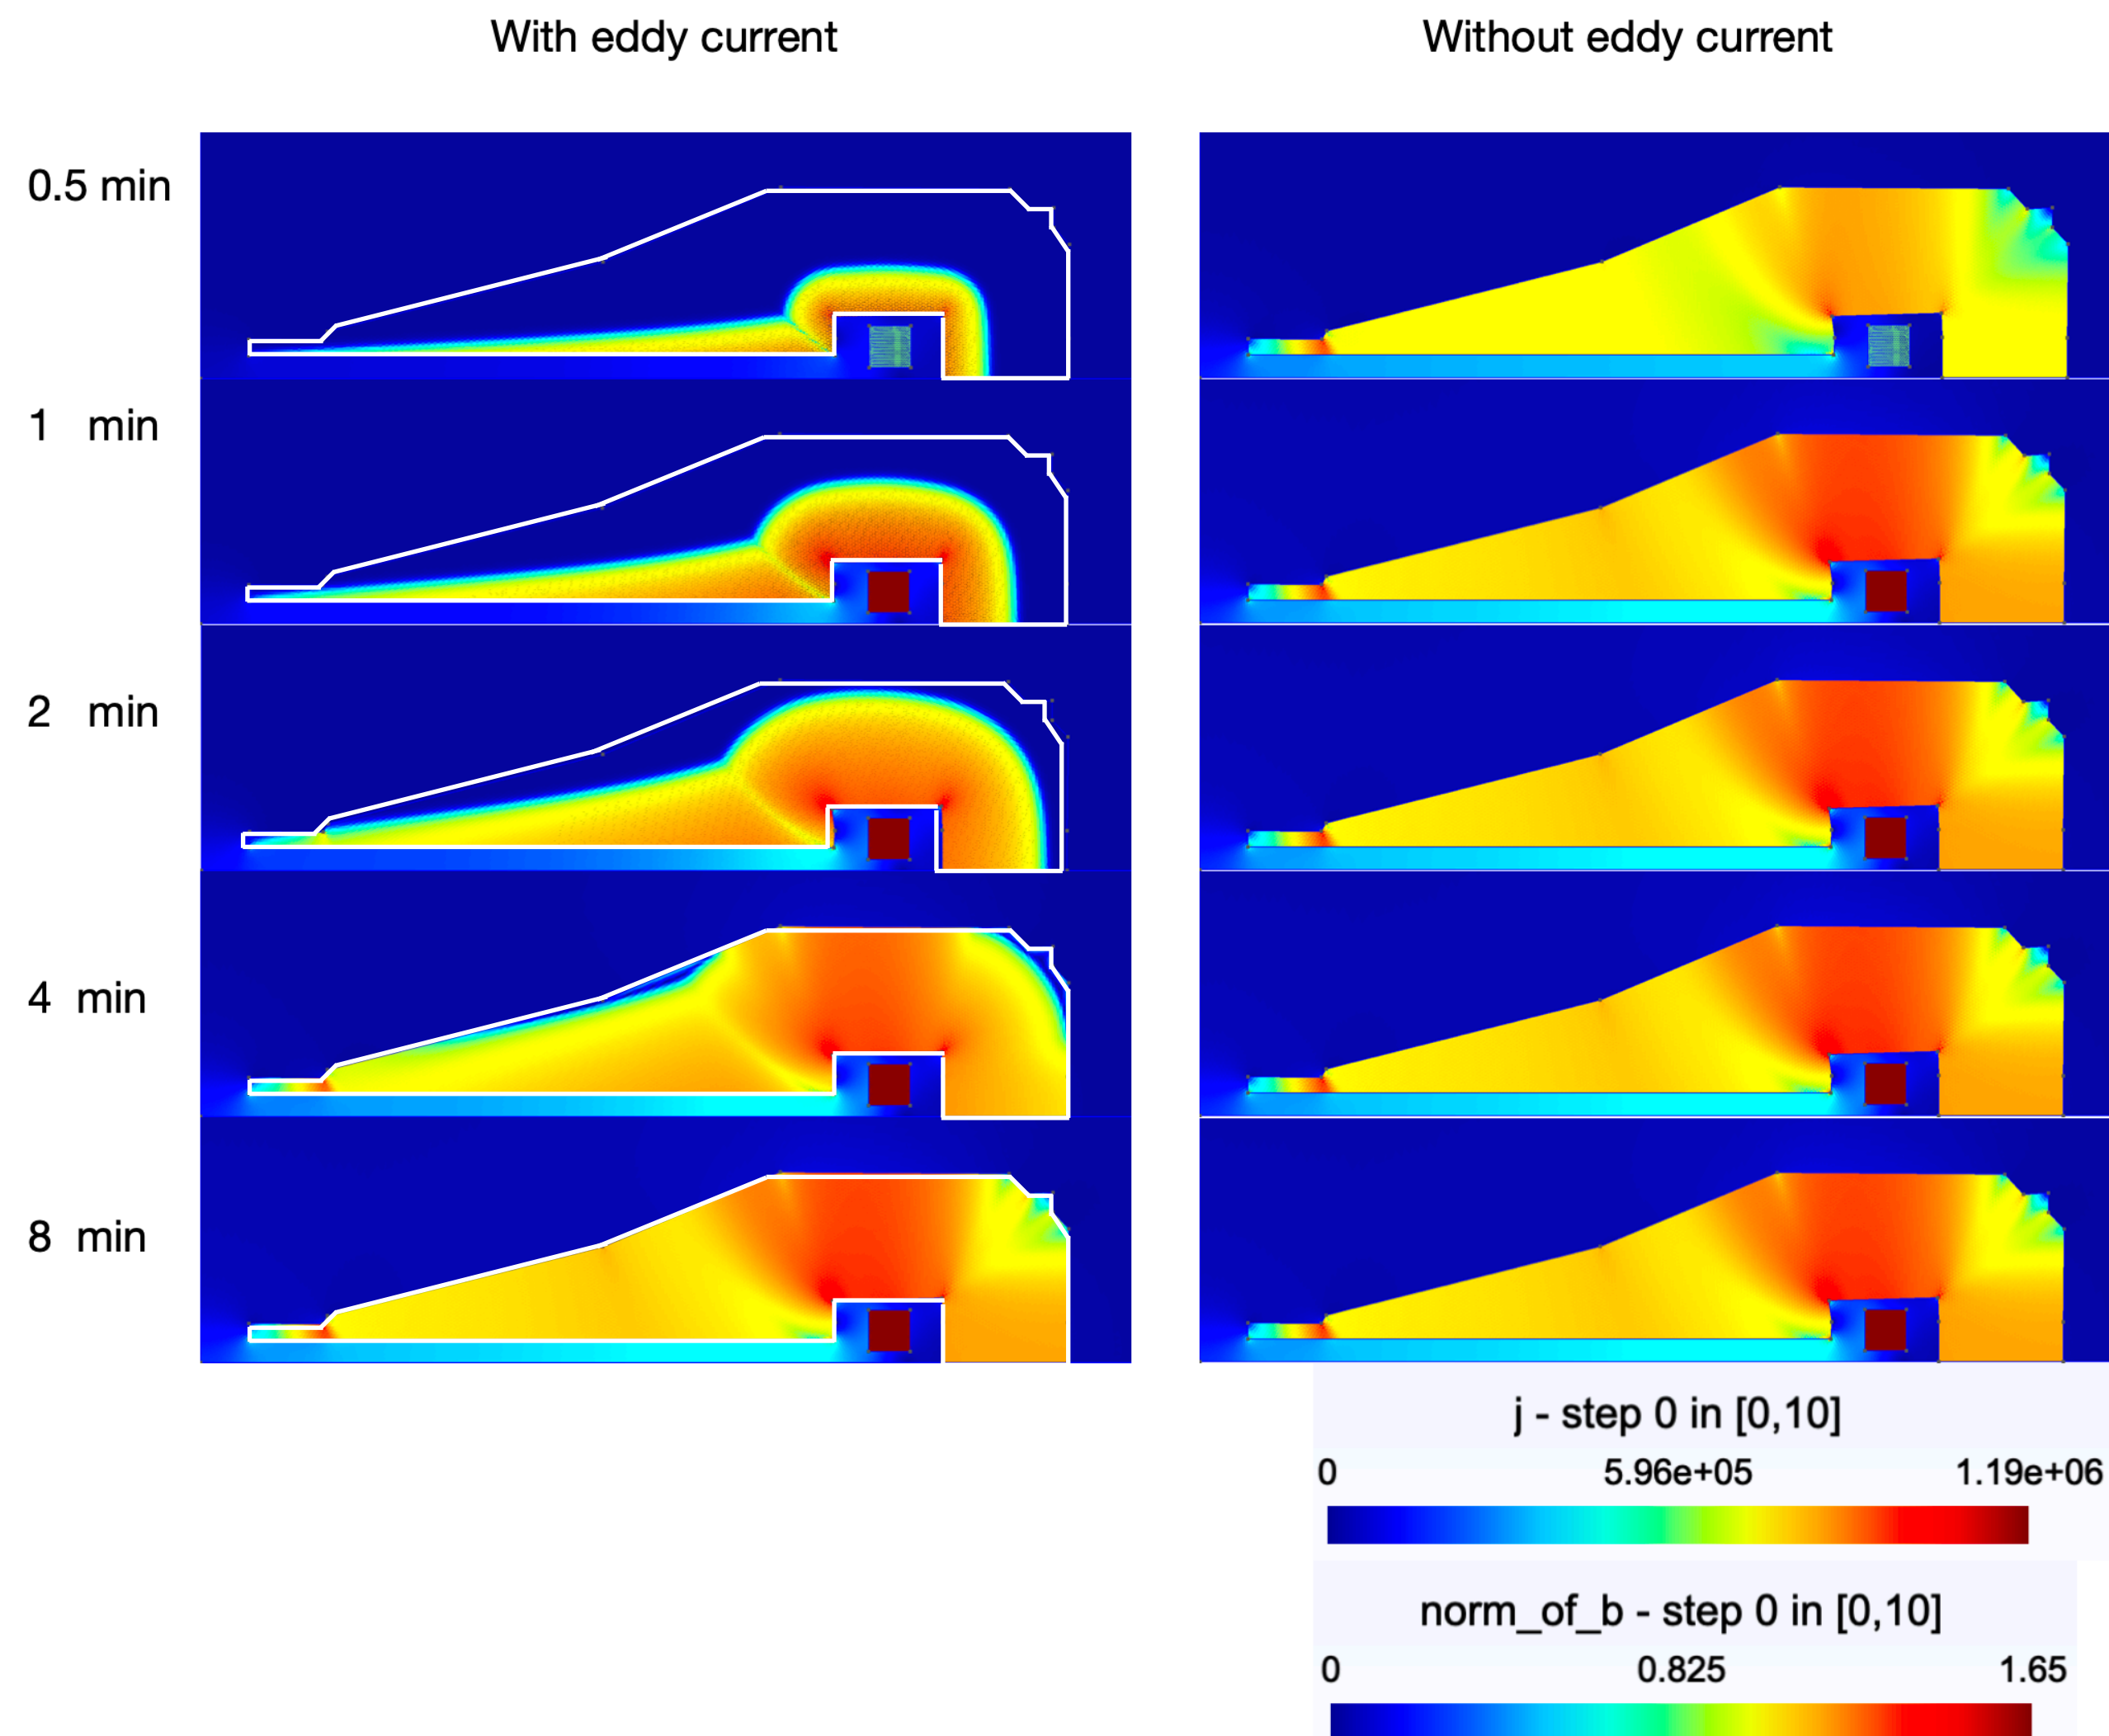 With eddy current
Without eddy current
0.5 min
1 min
2 min
4 min
8 min
j - step 0 in [0,10]
0 5.96e+05 1.19e+06
norm_of_b - step 0 in [0,10]
0 0.825 1.65